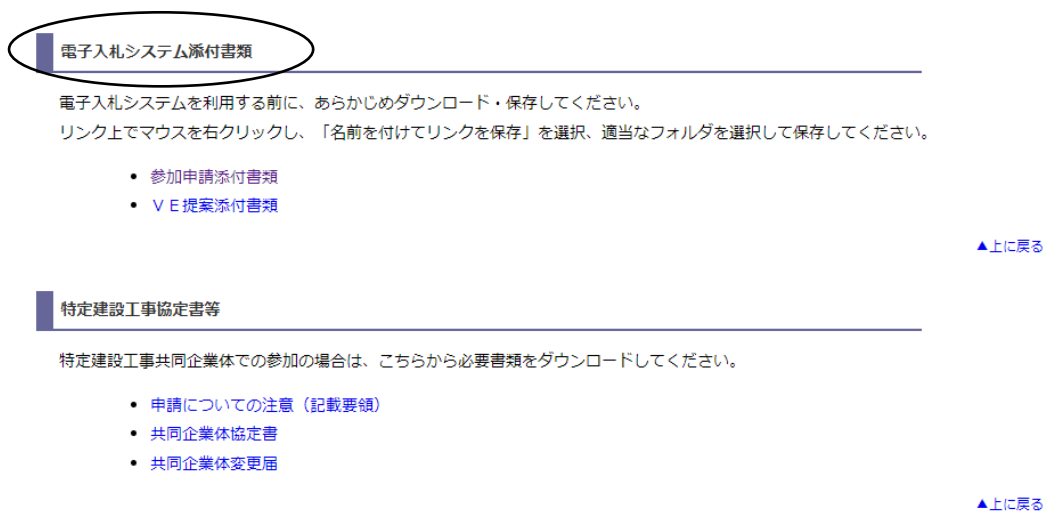 電子入札システム添付書類
電子入札システムを利用する前に、あらかじめダウンロード・保存してください。
リンク上でマウスを右クリックし、「名前を付けてリンクを保存」を選択、適当なフォルダを選択して保存してください。
• 参加申請添付書類
• ＶＥ提案添付書類
▲上に戻る
特定建設工事協定書等
特定建設工事共同企業体での参加の場合は、こちらから必要書類をダウンロードしてください。
• 申請についての注意（記載要領）
• 共同企業体協定書
• 共同企業体変更届
▲上に戻る